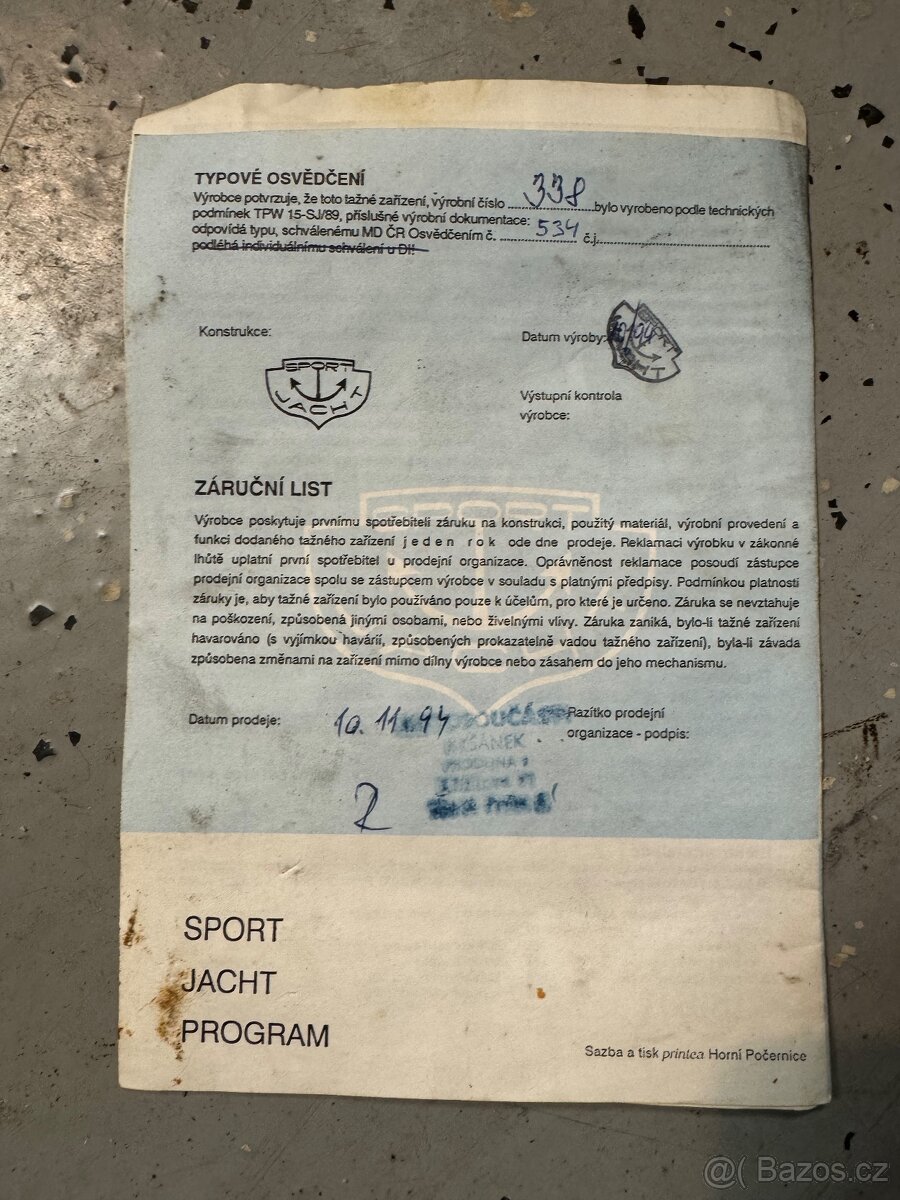 TYPOVÉ OSVĚDČENÍ
Výrobce potvrzuje, že toto tažné zařízení, výrobní číslo 338 bylo vyrobeno podle technických
podmínek TPW 15-SJ/89, příslušné výrobní dokumentace:
odpovídá typu, schválenému MD ČR Osvědčením č. 534 č.j.
podléhá individuálnímu schválení u DI!
Konstrukce:
Datum výroby:
SPORT
JACHT
SPORT
JACHT
Výstupní kontrola
výrobce:
ZÁRUČNÍ LIST
SPORT
Výrobce poskytuje prvnímu spotřebiteli záruku na konstrukci, použitý materiál, výrobní provedení a
funkci dodaného tažného zařízení jeden rok ode dne prodeje. Reklamaci výrobku v zákonné
lhůtě uplatní první spotřebitel u prodejní organizace. Oprávněnost reklamace posoudí zástupce
prodejní organizace spolu se zástupcem výrobce v souladu s platnými předpisy. Podmínkou platnosti
záruky je, aby tažné zařízení bylo používáno pouze k účelům, pro které je určeno. Záruka se nevztahuje
na poškození, způsobená jinými osobami, nebo živelnými vlivy. Záruka zaniká, bylo-li tažné zařízení
havarováno (s vyjímkou havárií, způsobených prokazatelně vadou tažného zařízení), byla-li závada
způsobena změnami na zařízení mimo dílny výrobce nebo zásahem do jeho mechanismu.
Datum prodeje: 10.11.94
Razítko prodejní
organizace - podpis:
SPORT
JACHT
PROGRAM
Sazba a tisk printea Horní Počernice
@( Bazos.cz